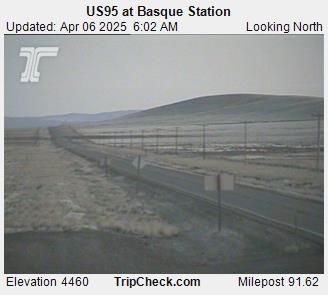 US95 at Basque Station
Updated: Apr 06 2025 6:02 AM Looking North
Elevation 4460 TripCheck.com Milepost 91.62